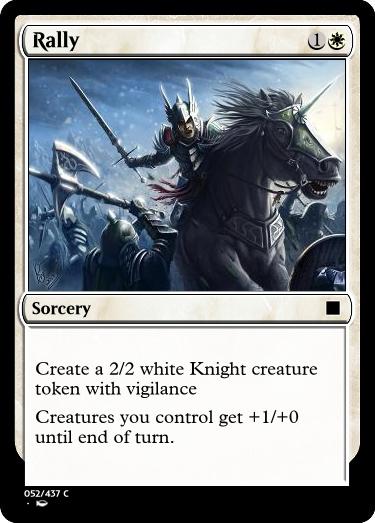 Rally 1
Sorcery
Create a 2/2 white Knight creature
token with vigilance
Creatures you control get +1/+0
until end of turn.
052/437 C